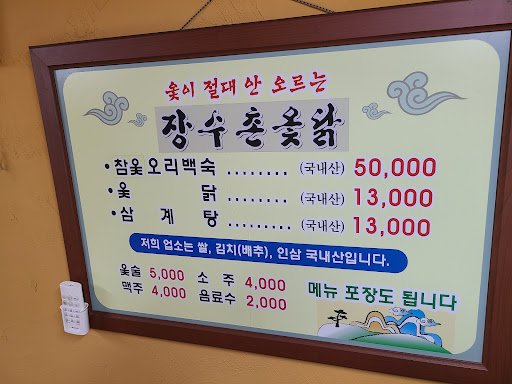 옻이 절대 안 오르는
장수촌옻닭
•참옻오리백숙 ......... (국내산) 50,000
•옻 닭 ......... (국내산) 13,000
•삼 계 탕 ......... (국내산) 13,000
저희 업소는 쌀, 김치(배추), 인삼 국내산입니다.
옻술 5,000 소 주 4,000
맥주 4,000 음료수 2,000
메뉴 포장도 됩니다